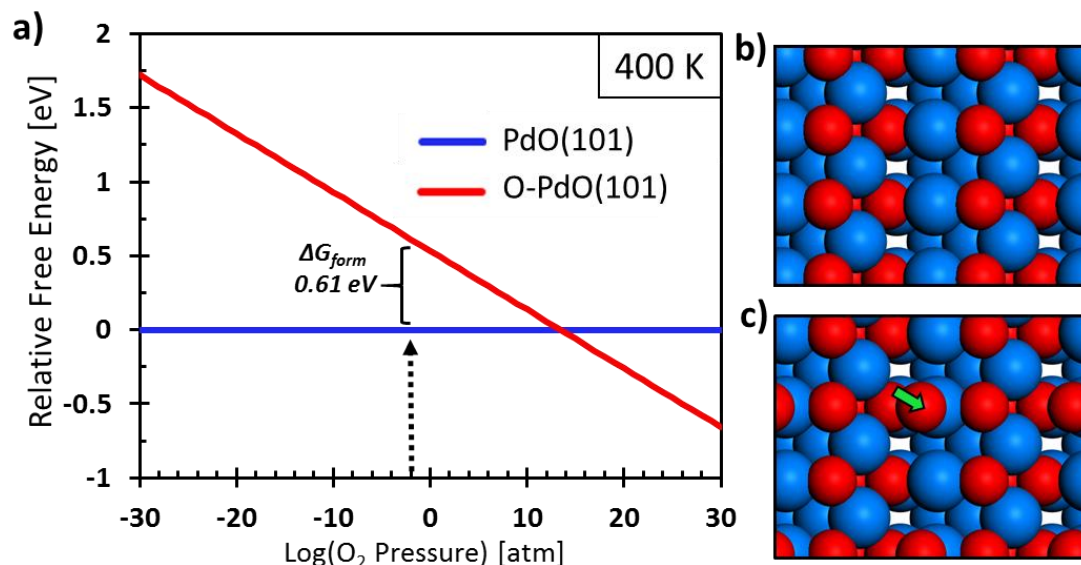 a)
Relative Free Energy [eV]
2
1.5
1
0.5
0
-0.5
-1
400 K
PdO(101)
O-PdO(101)
ΔG_form
0.61 eV
-30
-20
-10
0
10
20
30
Log(O₂ Pressure) [atm]
b)
c)